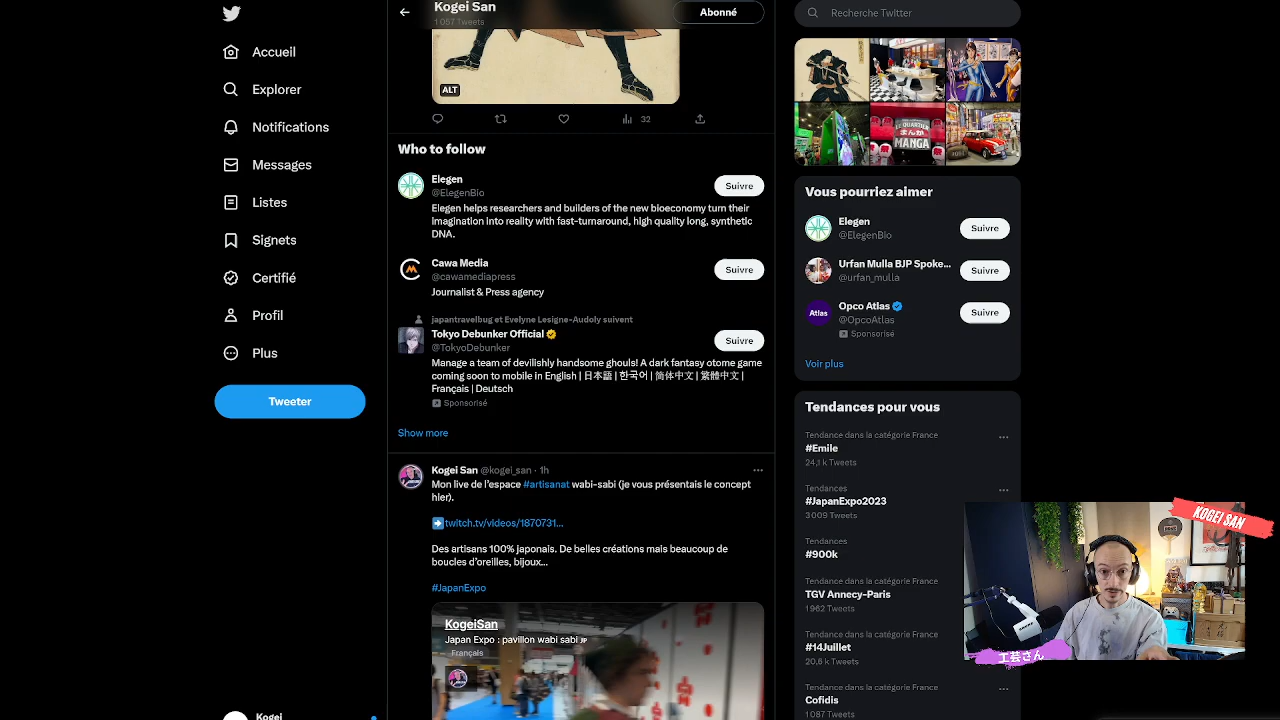 Accueil
Explorer
Notifications
Messages
Listes
Signets
Certifié
Profil
Plus
Tweeter
Kogei
Kogei San
1 057 Tweets
Abonné
ALT
32
Who to follow
Elegen
@ElegenBio
Suivre
Elegen helps researchers and builders of the new bioeconomy turn their
imagination into reality with fast-turnaround, high quality long, synthetic
DNA.
Cawa Media
@cawamediapress
Suivre
Journalist & Press agency
japantravelbug et Evelyne Lesigne-Audoly suivent
Tokyo Debunker Official
@TokyoDebunker
Suivre
Manage a team of devilishly handsome ghouls! A dark fantasy otome game
coming soon to mobile in English | 日本語 | 한국어 | 简体中文 | 繁體中文 |
Français | Deutsch
Sponsorisé
Show more
Kogei San @kogei_san · 1h
Mon live de l'espace #artisanat wabi-sabi (je vous présentais le concept
hier).
twitch.tv/videos/1870731…
Des artisans 100% japonais. De belles créations mais beaucoup de
boucles d'oreilles, bijoux...
#JapanExpo
KogeiSan
Japan Expo : pavillon wabi sabi
Français
Recherche Twitter
LE QUARTIER
まんが
MANGA
Vous pourriez aimer
Elegen
@ElegenBio
Suivre
Urfan Mulla BJP Spoke...
@urfan_mulla
Suivre
Atlas
Opco Atlas
@OpcoAtlas
Sponsorisé
Suivre
Voir plus
Tendances pour vous
Tendance dans la catégorie France
#Emile
24,1 k Tweets
Tendances
#JapanExpo2023
3 009 Tweets
Tendances
#900k
Tendance dans la catégorie France
TGV Annecy-Paris
1 962 Tweets
Tendance dans la catégorie France
#14Juillet
20,6 k Tweets
Tendance dans la catégorie France
Cofidis
1 087 Tweets
KOGEI SAN
工芸さん